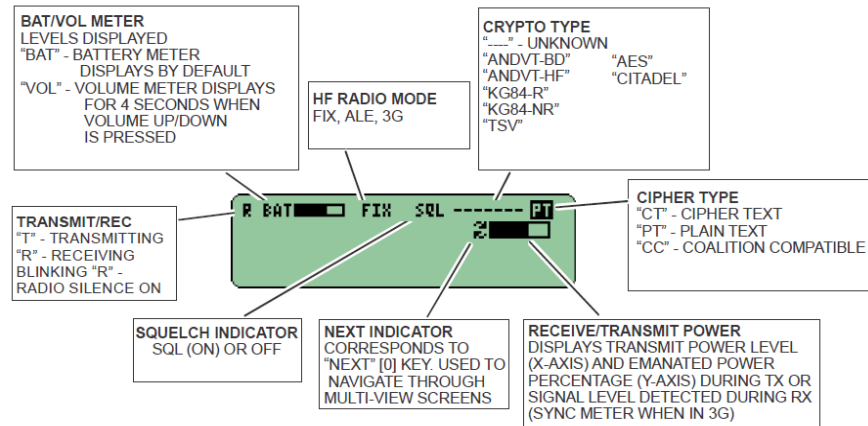 BAT/VOL METER
LEVELS DISPLAYED
"BAT" - BATTERY METER
DISPLAYS BY DEFAULT
"VOL" - VOLUME METER DISPLAYS
FOR 4 SECONDS WHEN
VOLUME UP/DOWN
IS PRESSED
HF RADIO MODE
FIX, ALE, 3G
CRYPTO TYPE
"----" - UNKNOWN
"ANDVT-BD" "AES"
"ANDVT-HF" "CITADEL"
"KG84-R"
"KG84-NR"
"TSV"
TRANSMIT/REC
"T" - TRANSMITTING
"R" - RECEIVING
BLINKING "R" -
RADIO SILENCE ON
R BAT FIX SQL ------- PT
CIPHER TYPE
"CT" - CIPHER TEXT
"PT" - PLAIN TEXT
"CC" - COALITION COMPATIBLE
SQUELCH INDICATOR
SQL (ON) OR OFF
NEXT INDICATOR
CORRESPONDS TO
"NEXT" [0] KEY. USED TO
NAVIGATE THROUGH
MULTI-VIEW SCREENS
RECEIVE/TRANSMIT POWER
DISPLAYS TRANSMIT POWER LEVEL
(X-AXIS) AND EMANATED POWER
PERCENTAGE (Y-AXIS) DURING TX OR
SIGNAL LEVEL DETECTED DURING RX
(SYNC METER WHEN IN 3G)